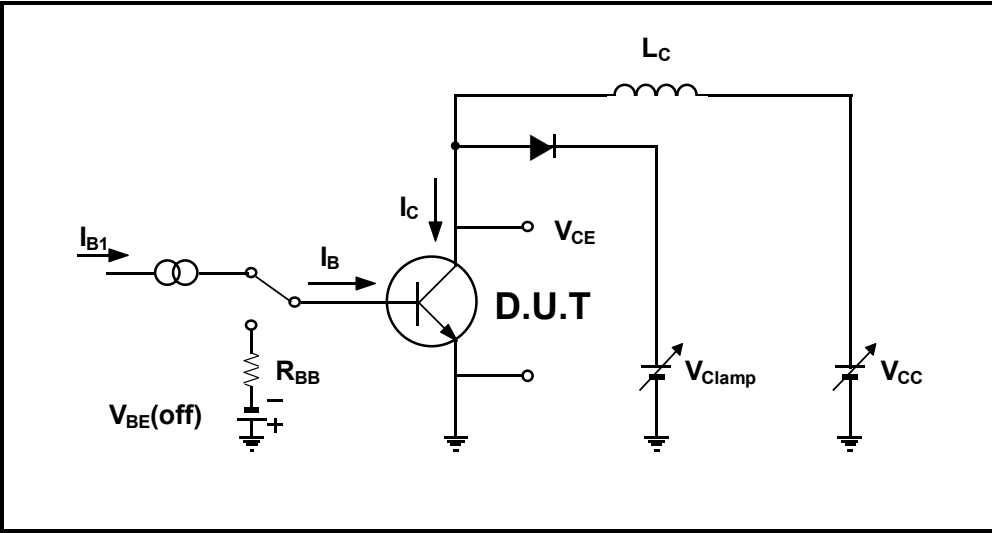 L_C
I_C
V_CE
I_B1
I_B
D.U.T
R_BB
V_Clamp
V_CC
V_BE(off)
−
+